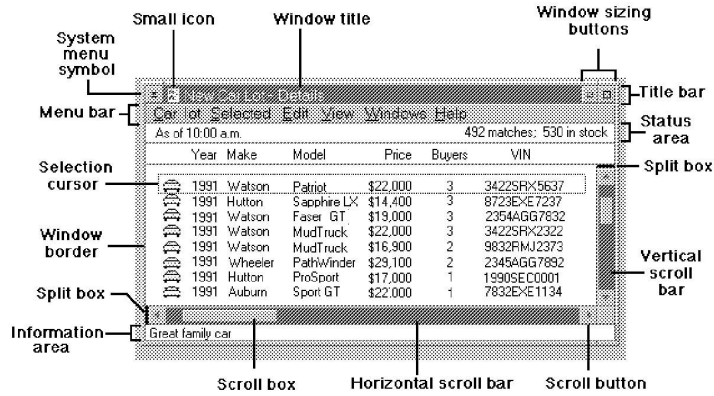 Small icon
Window title
Window sizing buttons
System menu symbol
New Car Lot - Details
Title bar
Menu bar
Car lot Selected Edit View Windows Help
Status area
As of 10:00 a.m. 492 matches; 530 in stock
Year Make Model Price Buyers VIN
Split box
Selection cursor
1991 Watson Patriot $22,000 3 3422SRX5637
1991 Hutton Sapphire LX $14,400 3 8723EXE7237
1991 Watson Faser GT $19,000 3 2354AGG7832
1991 Watson MudTruck $22,000 3 3422SRX2322
Window border
1991 Watson MudTruck $16,900 2 9832RMJ2373
1991 Wheeler PathWinder $29,100 2 2345AGG7892
Vertical scroll bar
1991 Hutton ProSport $17,000 1 1990SEC0001
1991 Auburn Sport GT $22,000 1 7832EXE1134
Split box
Information area
Great family car
Scroll box
Horizontal scroll bar
Scroll button